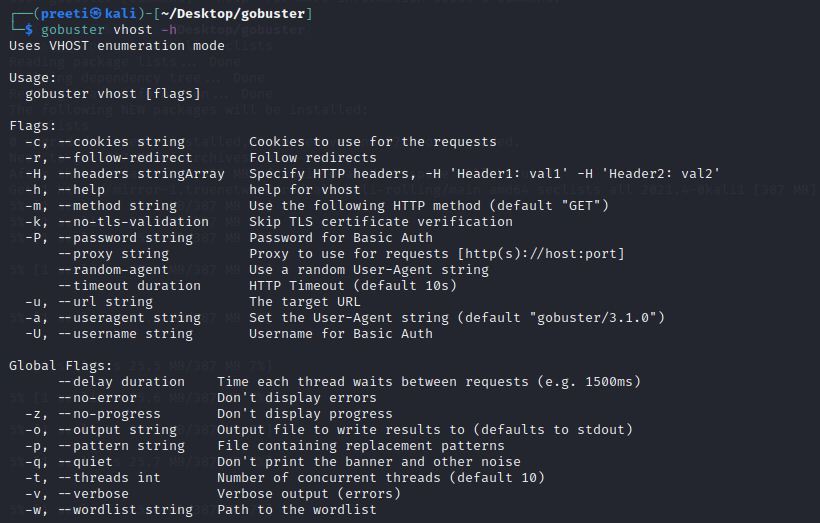 ┌──(preeti㉿kali)-[~/Desktop/gobuster]
└─$ gobuster vhost -h
Uses VHOST enumeration mode
Usage:
gobuster vhost [flags]
Flags:
-c, --cookies string Cookies to use for the requests
-r, --follow-redirect Follow redirects
-H, --headers stringArray Specify HTTP headers, -H 'Header1: val1' -H 'Header2: val2'
-h, --help help for vhost
-m, --method string Use the following HTTP method (default "GET")
-k, --no-tls-validation Skip TLS certificate verification
-P, --password string Password for Basic Auth
--proxy string Proxy to use for requests [http(s)://host:port]
--random-agent Use a random User-Agent string
--timeout duration HTTP Timeout (default 10s)
-u, --url string The target URL
-a, --useragent string Set the User-Agent string (default "gobuster/3.1.0")
-U, --username string Username for Basic Auth
Global Flags:
--delay duration Time each thread waits between requests (e.g. 1500ms)
--no-error Don't display errors
-z, --no-progress Don't display progress
-o, --output string Output file to write results to (defaults to stdout)
-p, --pattern string File containing replacement patterns
-q, --quiet Don't print the banner and other noise
-t, --threads int Number of concurrent threads (default 10)
-v, --verbose Verbose output (errors)
-w, --wordlist string Path to the wordlist